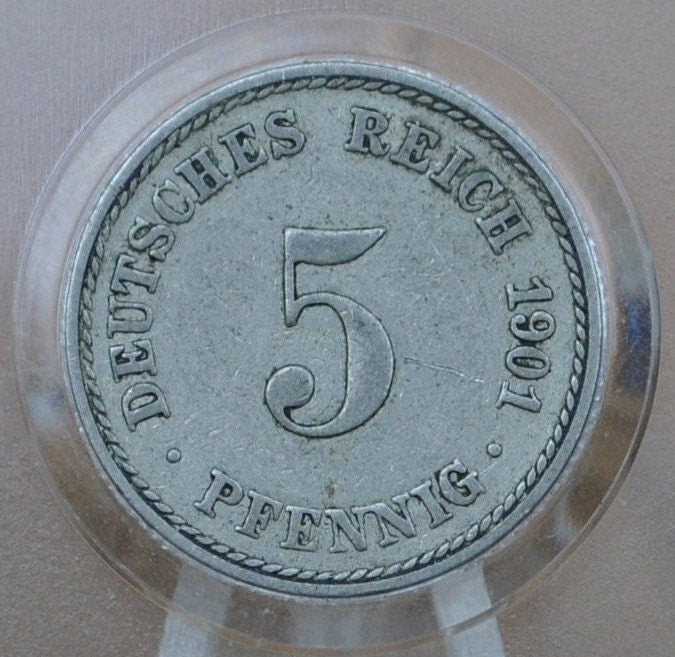 DEUTSCHES REICH 1901
5
· PFENNIG ·